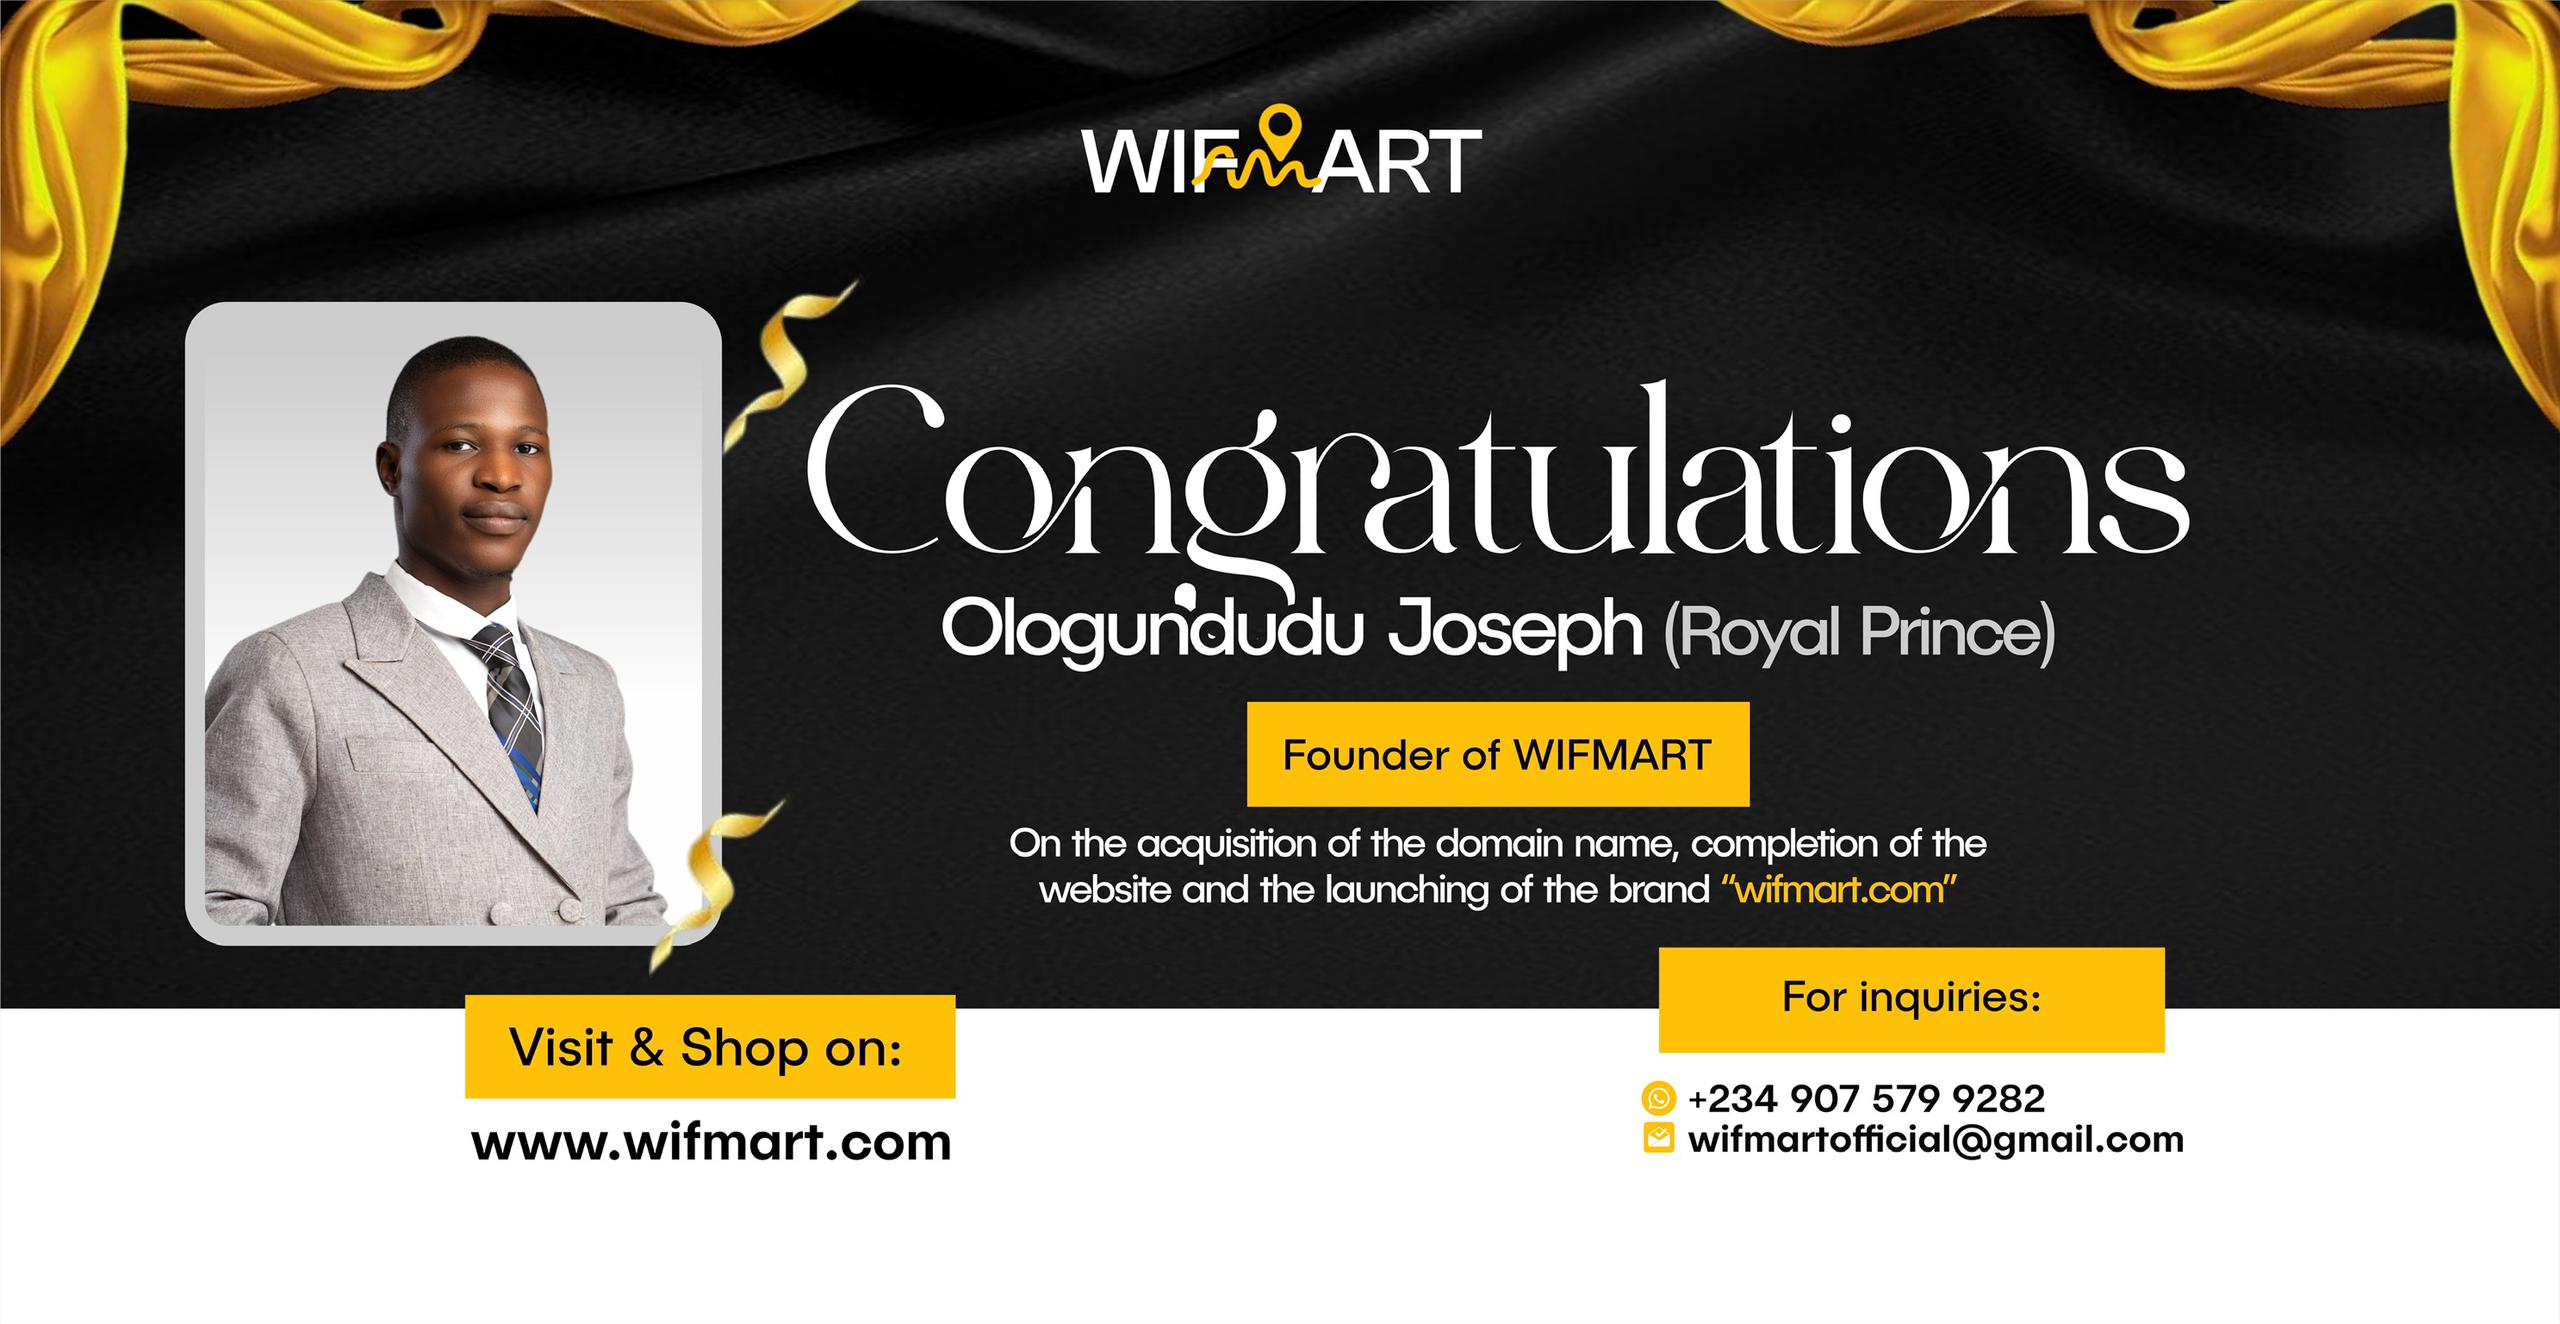 WIFMART
Congratulations
Ologundudu Joseph (Royal Prince)
Founder of WIFMART
On the acquisition of the domain name, completion of the
website and the launching of the brand “wifmart.com”
For inquiries:
Visit & Shop on:
+234 907 579 9282
www.wifmart.com
wifmartofficial@gmail.com